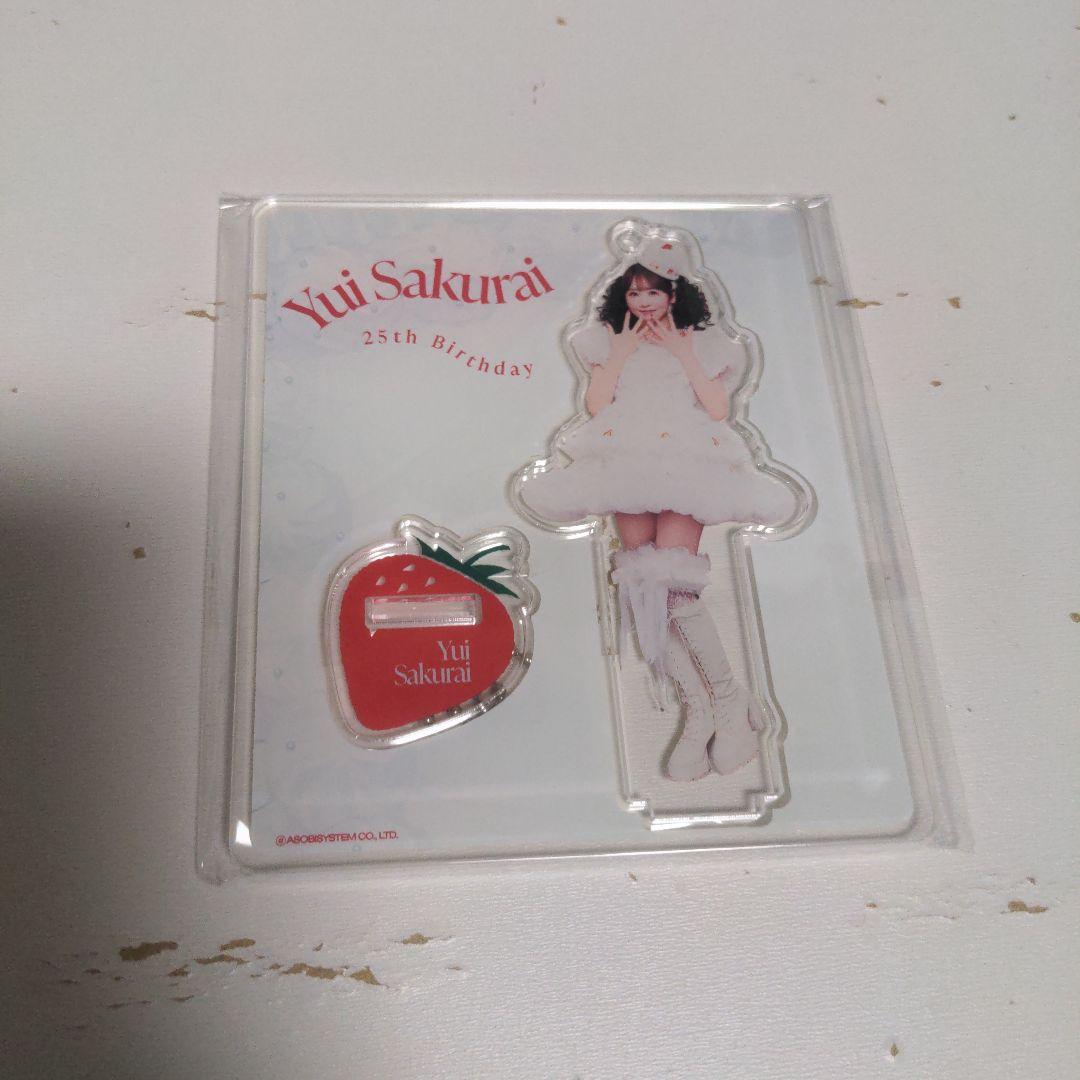 Yui Sakurai
25th Birthday
Yui
Sakurai
@ASOBISYSTEM CO., LTD.